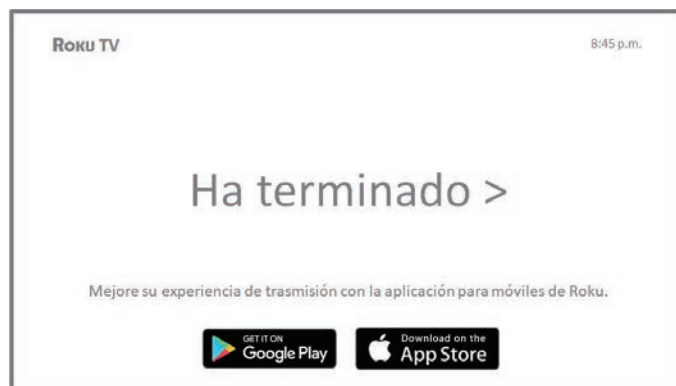 ROKU TV
8:45 p.m.
Ha terminado >
Mejore su experiencia de trasmisión con la aplicación para móviles de Roku.
GET IT ON
Google Play
Download on the
App Store